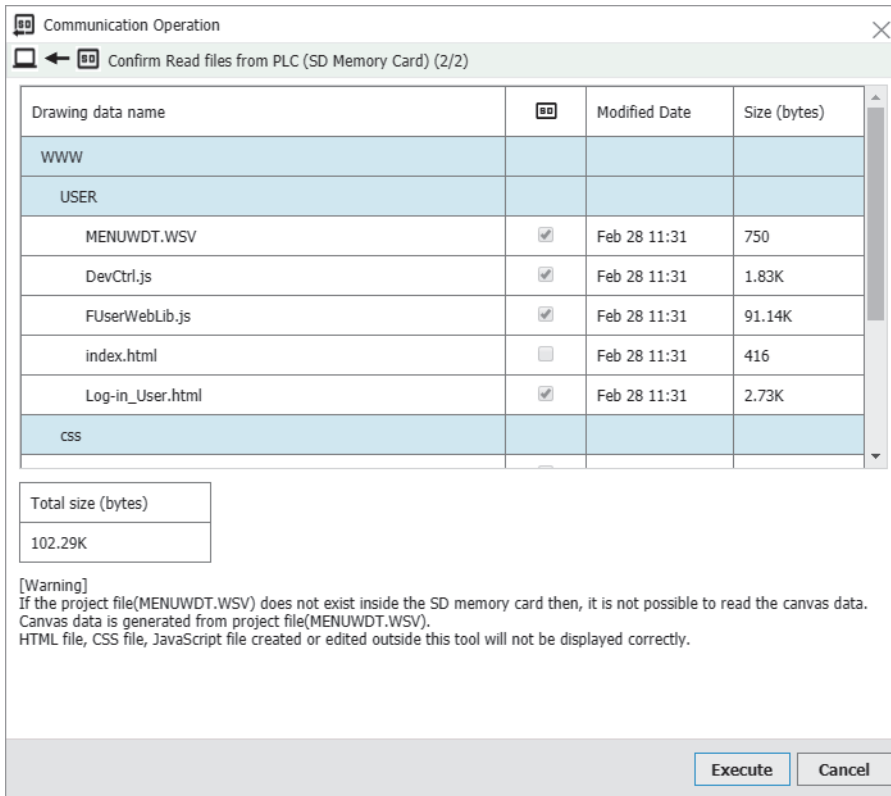 Communication Operation
Confirm Read files from PLC (SD Memory Card) (2/2)
Drawing data name SD Modified Date Size (bytes)
WWW
USER
MENUWDT.WSV Feb 28 11:31 750
DevCtrl.js Feb 28 11:31 1.83K
FUserWebLib.js Feb 28 11:31 91.14K
index.html Feb 28 11:31 416
Log-in_User.html Feb 28 11:31 2.73K
css
Total size (bytes)
102.29K
[Warning]
If the project file(MENUWDT.WSV) does not exist inside the SD memory card then, it is not possible to read the canvas data.
Canvas data is generated from project file(MENUWDT.WSV).
HTML file, CSS file, JavaScript file created or edited outside this tool will not be displayed correctly.
Execute Cancel